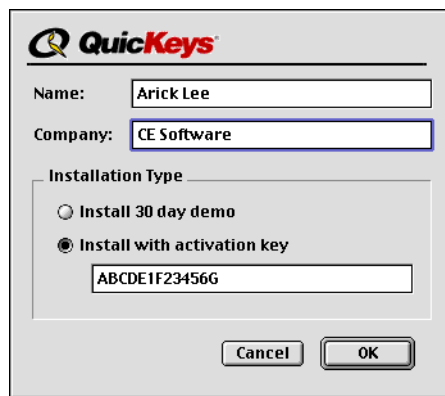 QuicKeys
Name: Arick Lee
Company: CE Software
Installation Type
Install 30 day demo
Install with activation key
ABCDE1F23456G
Cancel OK